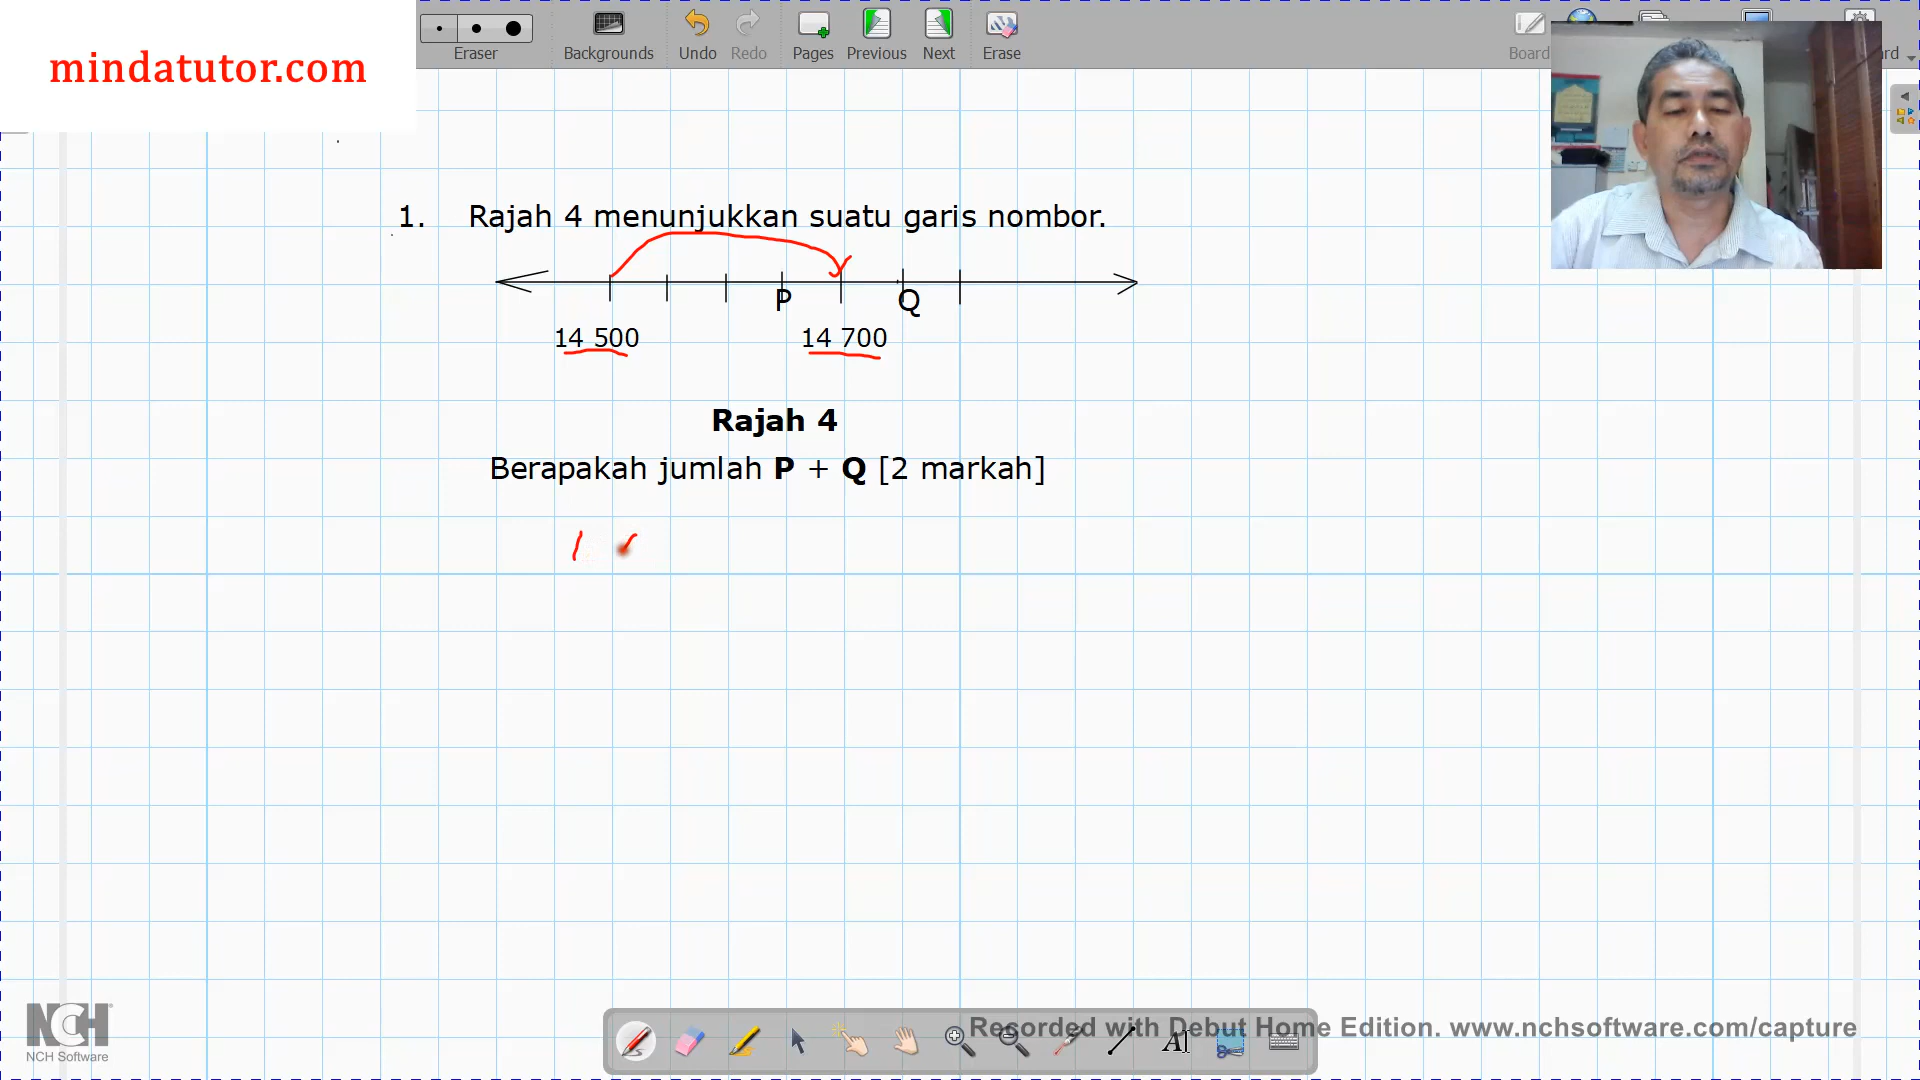 mindatutor.com
Eraser
Backgrounds
Undo
Redo
Pages
Previous
Next
Erase
Board
1. Rajah 4 menunjukkan suatu garis nombor.
P
Q
14 500
14 700
Rajah 4
Berapakah jumlah P + Q [2 markah]
NCH
NCH Software
Recorded with Debut Home Edition. www.nchsoftware.com/capture